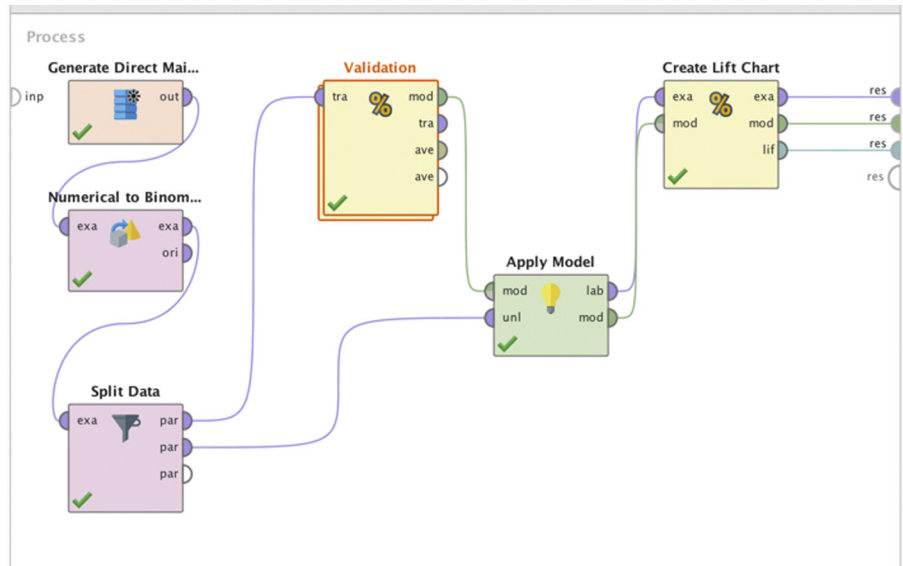 Process
inp
Generate Direct Mai...
out
Numerical to Binom...
exa exa
ori
Split Data
exa par
par
par
Validation
tra mod
tra
ave
ave
Apply Model
mod lab
unl mod
Create Lift Chart
exa exa
mod mod
lif
res
res
res
res